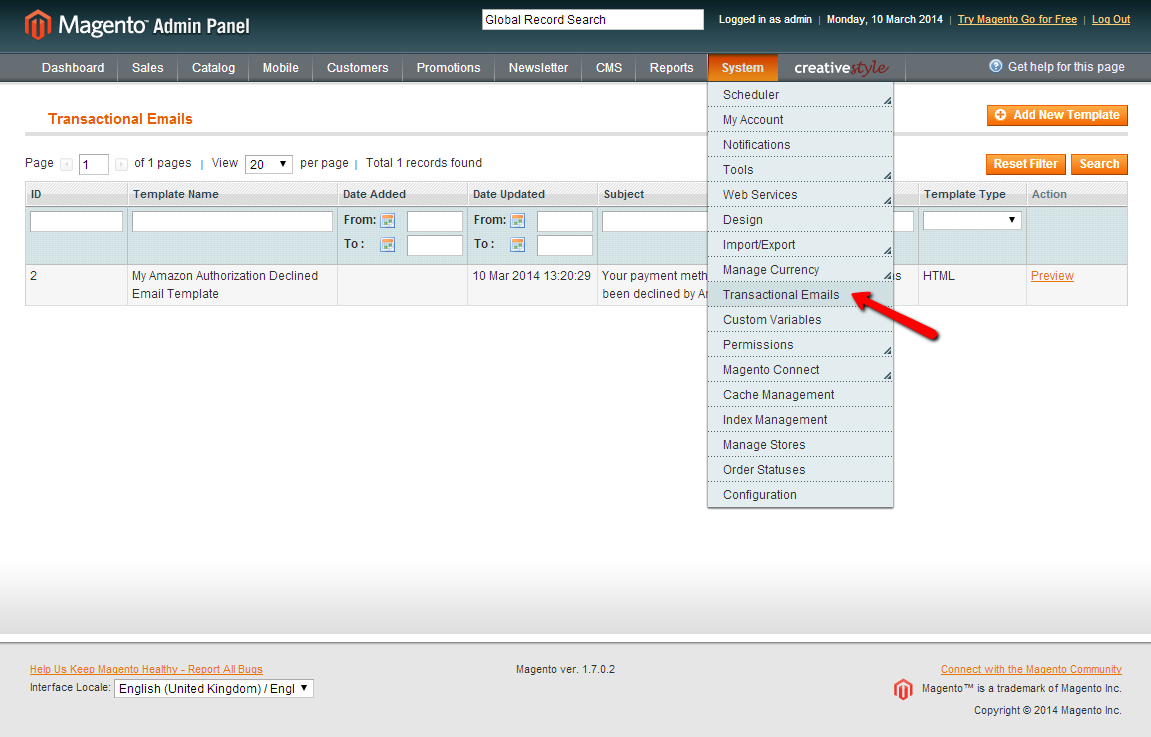 Magento™ Admin Panel
Global Record Search
Logged in as admin | Monday, 10 March 2014 | Try Magento Go for Free | Log Out
Dashboard Sales Catalog Mobile Customers Promotions Newsletter CMS Reports System creativestyle Get help for this page
Scheduler
My Account
Notifications
Tools
Web Services
Design
Import/Export
Manage Currency
Transactional Emails
Custom Variables
Permissions
Magento Connect
Cache Management
Index Management
Manage Stores
Order Statuses
Configuration
Transactional Emails
Add New Template
Page 1 of 1 pages | View 20 per page | Total 1 records found
Reset Filter Search
ID Template Name Date Added Date Updated Subject Template Type Action
From: From:
To : To :
2 My Amazon Authorization Declined 10 Mar 2014 13:20:29 Your payment meth HTML Preview
Email Template been declined by
Help Us Keep Magento Healthy - Report All Bugs Magento ver. 1.7.0.2 Connect with the Magento Community
Interface Locale: English (United Kingdom) / Engl Magento™ is a trademark of Magento Inc.
Copyright © 2014 Magento Inc.